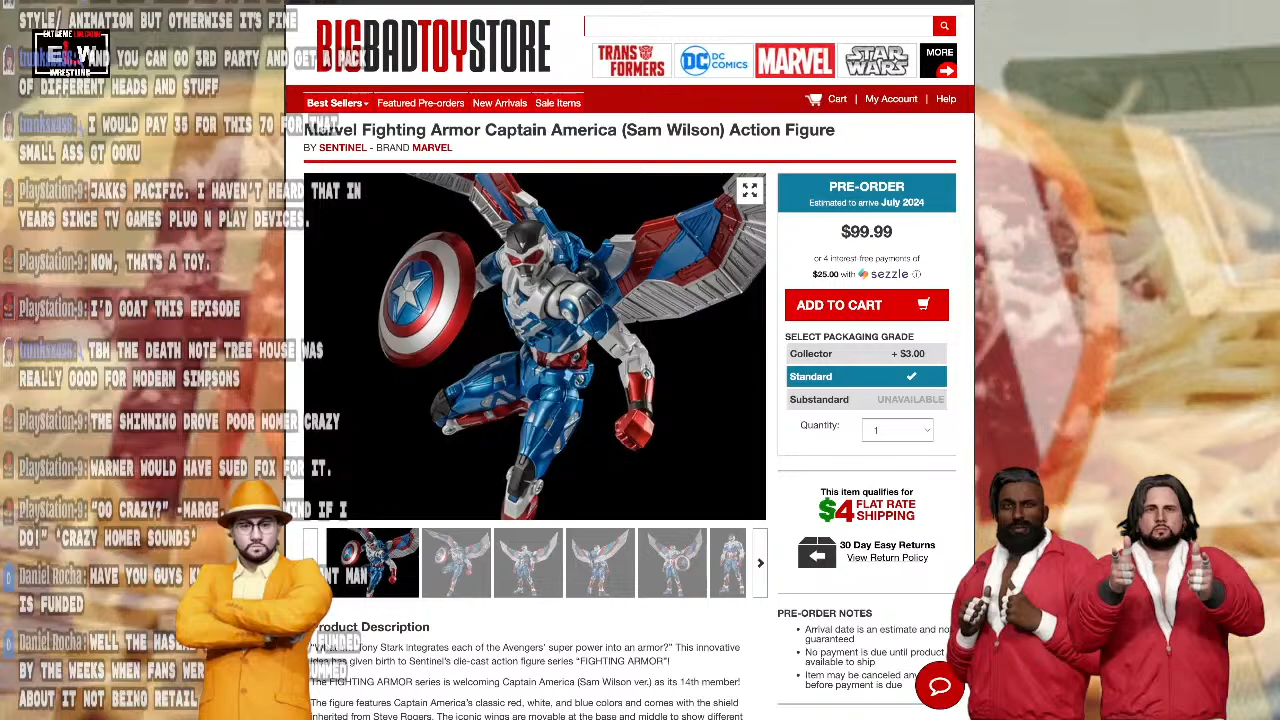 STYLE/ ANIMATION BUT OTHERWISE ITS FINE
AND YOU CAN GO 3RD PARTY AND GET A PACK
OF DIFFERENT HEADS AND STUFF
I WOULD PAY 35 FOR THIS 70 FOR THAT
SMALL ASS GT GOKU
PlayStation-9: JAKKS PACIFIC. I HAVEN'T HEARD THAT IN
YEARS SINCE TV GAMES PLUG N PLAY DEVICES.
PlayStation-9: NOW, THAT'S A TOY.
PlayStation-9: I'D GOAT THIS EPISODE
TBH THE DEATH NOTE TREE HOUSE WAS
REALLY GOOD FOR MODERN SIMPSONS
PlayStation-9: THE SHINNING DROVE POOR HOMER CRAZY
PlayStation-9: WARNER WOULD HAVE SUED FOX FOR IT.
PlayStation-9: "GO CRAZY?" -MARGE. MIND IF I
DO!" *CRAZY HOMER SOUNDS*
Daniel Rocha: HAVE YOU GUYS
IS FUNDED
Daniel Rocha: WELL THE
BY THE WEEKS WHEN FANS
ABOUT IT NOT BEING RETAIL
EXTREME
ELW
WRESTLING
BIGBADTOYSTORE
TRANSFORMERS
DC DC COMICS
MARVEL
STAR WARS
MORE
Best Sellers
Featured Pre-orders
New Arrivals
Sale Items
Cart | My Account | Help
Marvel Fighting Armor Captain America (Sam Wilson) Action Figure
BY SENTINEL - BRAND MARVEL
PRE-ORDER
Estimated to arrive July 2024
$99.99
or 4 interest-free payments of
$25.00 with sezzle
ADD TO CART
SELECT PACKAGING GRADE
Collector + $3.00
Standard
Substandard UNAVAILABLE
Quantity: 1
This item qualifies for
$4 FLAT RATE SHIPPING
30 Day Easy Returns
View Return Policy
PRE-ORDER NOTES
Arrival date is an estimate and
guaranteed
No payment is due until product
available to ship
Item may be canceled
before payment is due
Product Description
Tony Stark integrates each of the Avengers' super power into an armor?" This innovative
idea has given birth to Sentinel's die-cast action figure series "FIGHTING ARMOR"!
The FIGHTING ARMOR series is welcoming Captain America (Sam Wilson ver.) as its 14th member!
The figure features Captain America's classic red, white, and blue colors and comes with the shield
inherited from Steve Rogers. The iconic wings are movable at the base and middle to show different